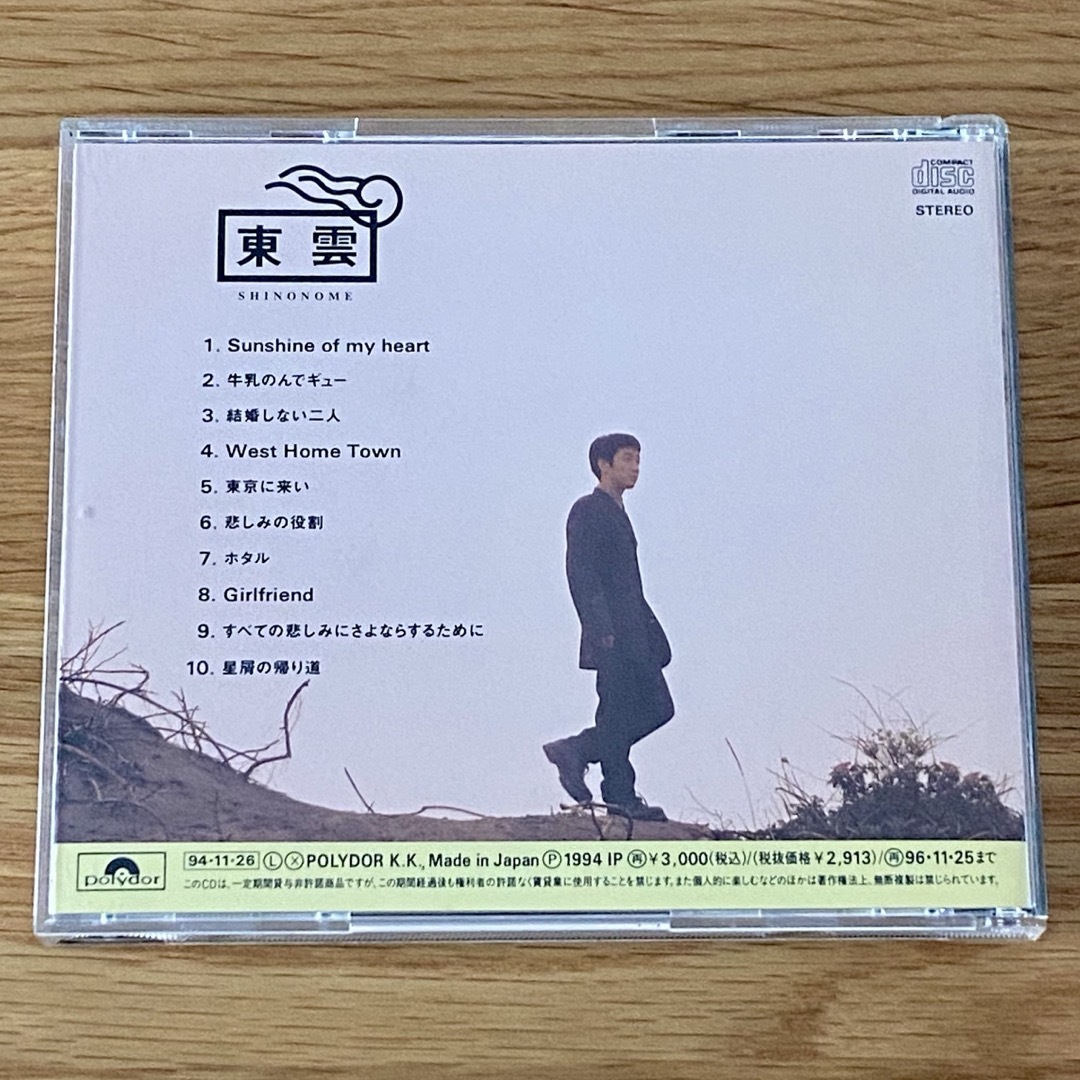 東雲
SHINONOME
COMPACT
disc
DIGITAL AUDIO
STEREO
1. Sunshine of my heart
2. 牛乳のんでギュー
3. 結婚しない二人
4. West Home Town
5. 東京に来い
6. 悲しみの役割
7. ホタル
8. Girlfriend
9. すべての悲しみにさよならするために
10. 星屑の帰り道
polydor
94·11·26 Ⓛ Ⓧ POLYDOR K.K., Made in Japan Ⓟ 1994 IP ㊥¥3,000(税込)/(税抜価格¥2,913)/㊥96·11·25まで
このCDは、一定期間貸与非許諾商品ですが、この期間経過後も権利者の許諾なく賃貸業に使用することを禁じます。また個人的に楽しむなどのほかは著作権法上、無断複製は禁じられています。